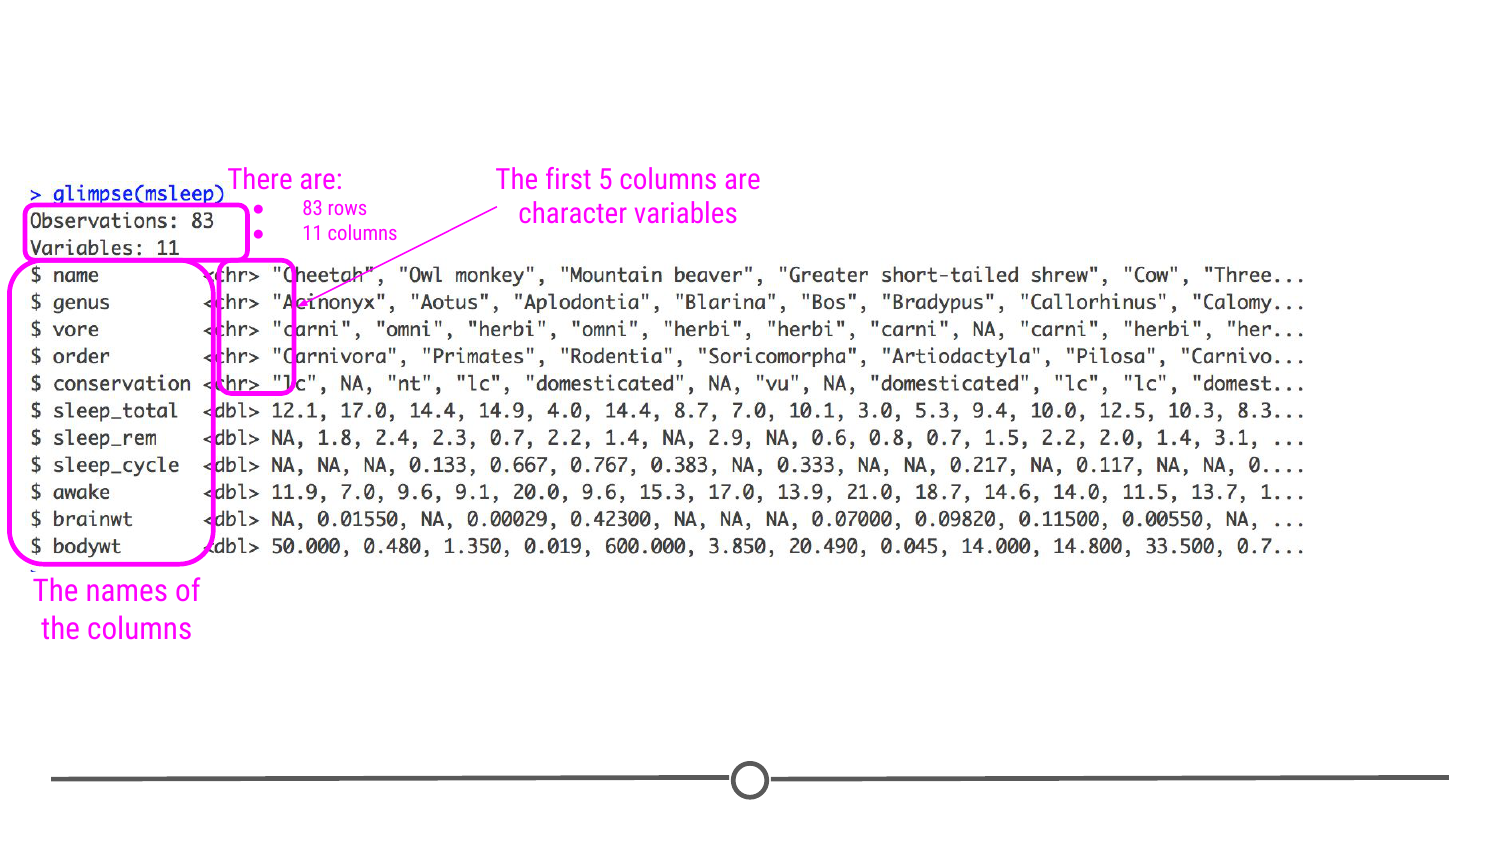 There are:
The first 5 columns are
character variables
> glimpse(msleep)
• 83 rows
• 11 columns
Observations: 83
Variables: 11
$ name <chr> "Cheetah", "Owl monkey", "Mountain beaver", "Greater short-tailed shrew", "Cow", "Three...
$ genus <chr> "Acinonyx", "Aotus", "Aplodontia", "Blarina", "Bos", "Bradypus", "Callorhinus", "Calomy...
$ vore <chr> "carni", "omni", "herbi", "omni", "herbi", "herbi", "carni", NA, "carni", "herbi", "her...
$ order <chr> "Carnivora", "Primates", "Rodentia", "Soricomorpha", "Artiodactyla", "Pilosa", "Carnivo...
$ conservation <chr> "lc", NA, "nt", "lc", "domesticated", NA, "vu", NA, "domesticated", "lc", "lc", "domest...
$ sleep_total <dbl> 12.1, 17.0, 14.4, 14.9, 4.0, 14.4, 8.7, 7.0, 10.1, 3.0, 5.3, 9.4, 10.0, 12.5, 10.3, 8.3...
$ sleep_rem <dbl> NA, 1.8, 2.4, 2.3, 0.7, 2.2, 1.4, NA, 2.9, NA, 0.6, 0.8, 0.7, 1.5, 2.2, 2.0, 1.4, 3.1, ...
$ sleep_cycle <dbl> NA, NA, NA, 0.133, 0.667, 0.767, 0.383, NA, 0.333, NA, NA, 0.217, NA, 0.117, NA, NA, 0....
$ awake <dbl> 11.9, 7.0, 9.6, 9.1, 20.0, 9.6, 15.3, 17.0, 13.9, 21.0, 18.7, 14.6, 14.0, 11.5, 13.7, 1...
$ brainwt <dbl> NA, 0.01550, NA, 0.00029, 0.42300, NA, NA, NA, 0.07000, 0.09820, 0.11500, 0.00550, NA, ...
$ bodywt <dbl> 50.000, 0.480, 1.350, 0.019, 600.000, 3.850, 20.490, 0.045, 14.000, 14.800, 33.500, 0.7...
The names of
the columns